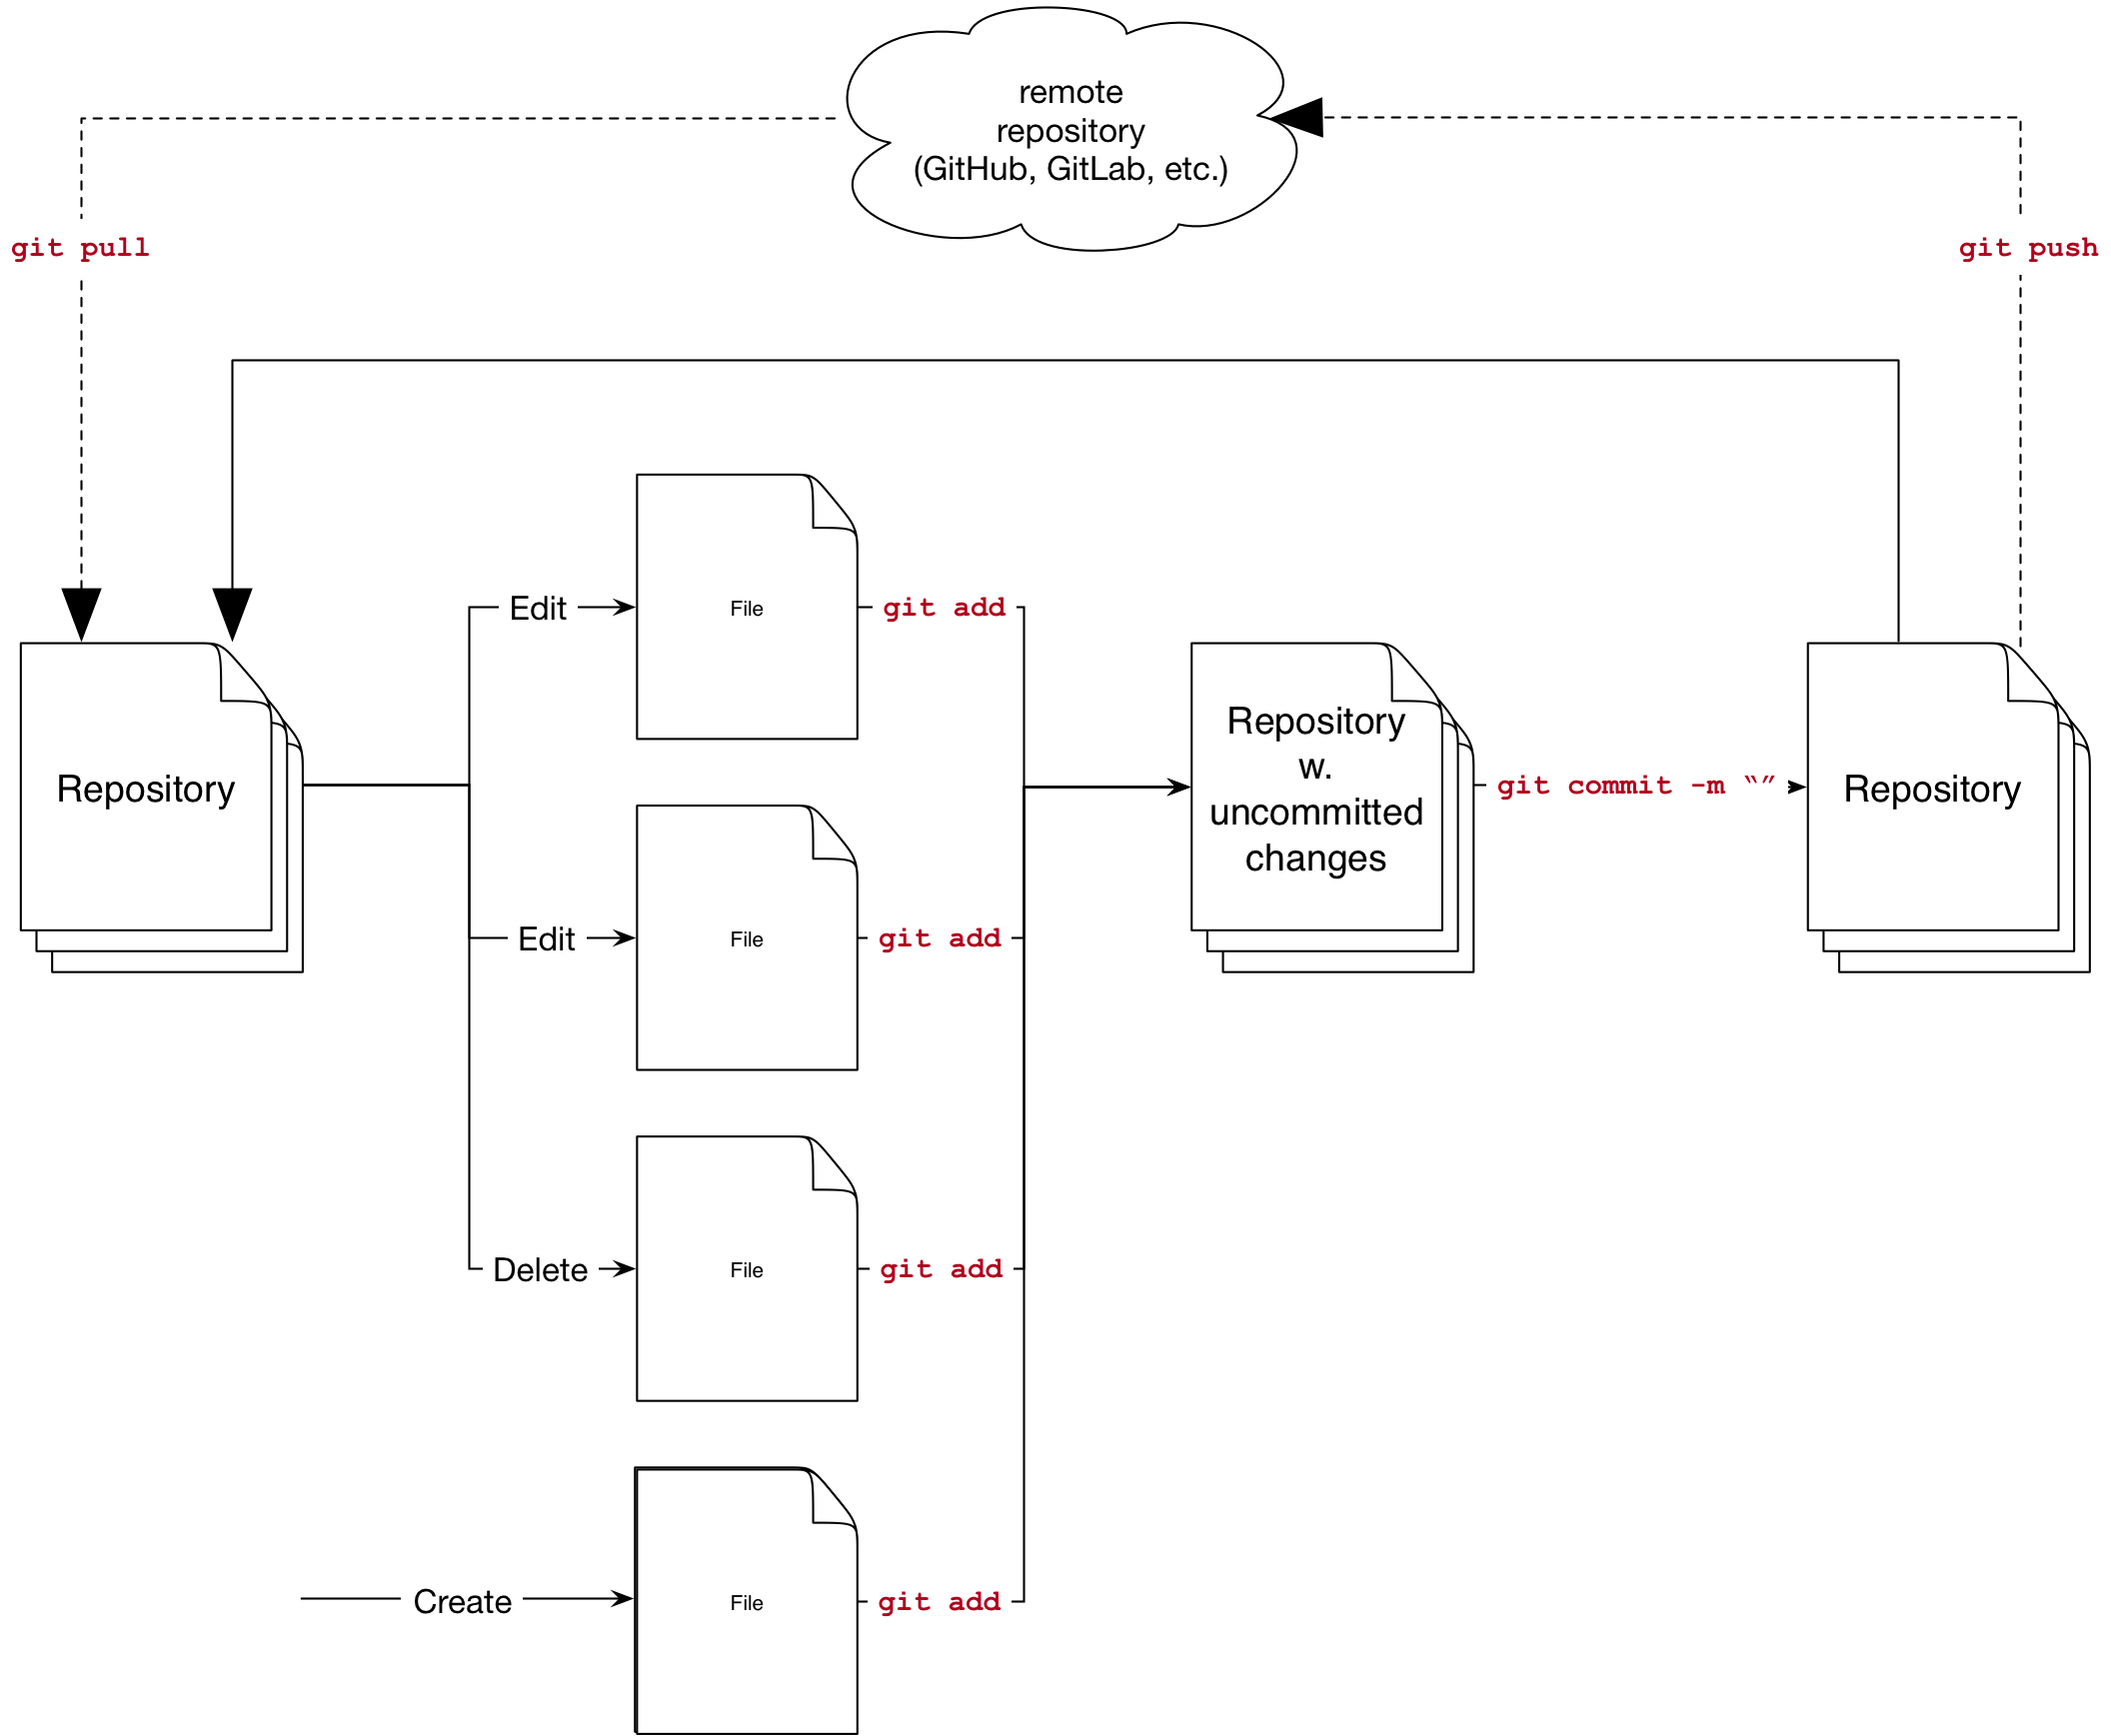 remote
repository
(GitHub, GitLab, etc.)
git pull
git push
Edit
File
git add
Repository
Repository
w.
uncommitted
changes
git commit -m “”
Repository
Edit
File
git add
Delete
File
git add
Create
File
git add